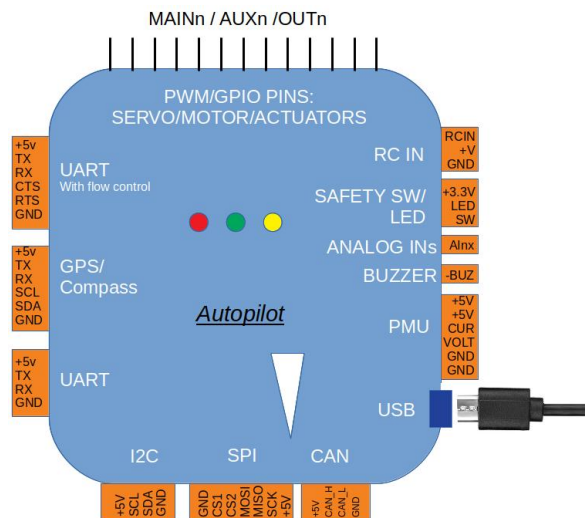 MAINn / AUXn /OUTn
PWM/GPIO PINS:
SERVO/MOTOR/ACTUATORS
+5v
TX
RX
CTS
RTS
GND
UART
With flow control
RC IN
RCIN
+V
GND
SAFETY SW/
LED
+3.3V
LED
SW
ANALOG INs
AInx
BUZZER
-BUZ
+5V
TX
RX
SCL
SDA
GND
GPS/
Compass
Autopilot
PMU
+5V
+5V
CUR
VOLT
GND
GND
+5v
TX
RX
GND
UART
USB
I2C
SPI
CAN
+5V
SCL
SDA
GND
GND
CS1
CS2
MOSI
MISO
SCK
+5V
+5V
CAN_H
CAN_L
GND